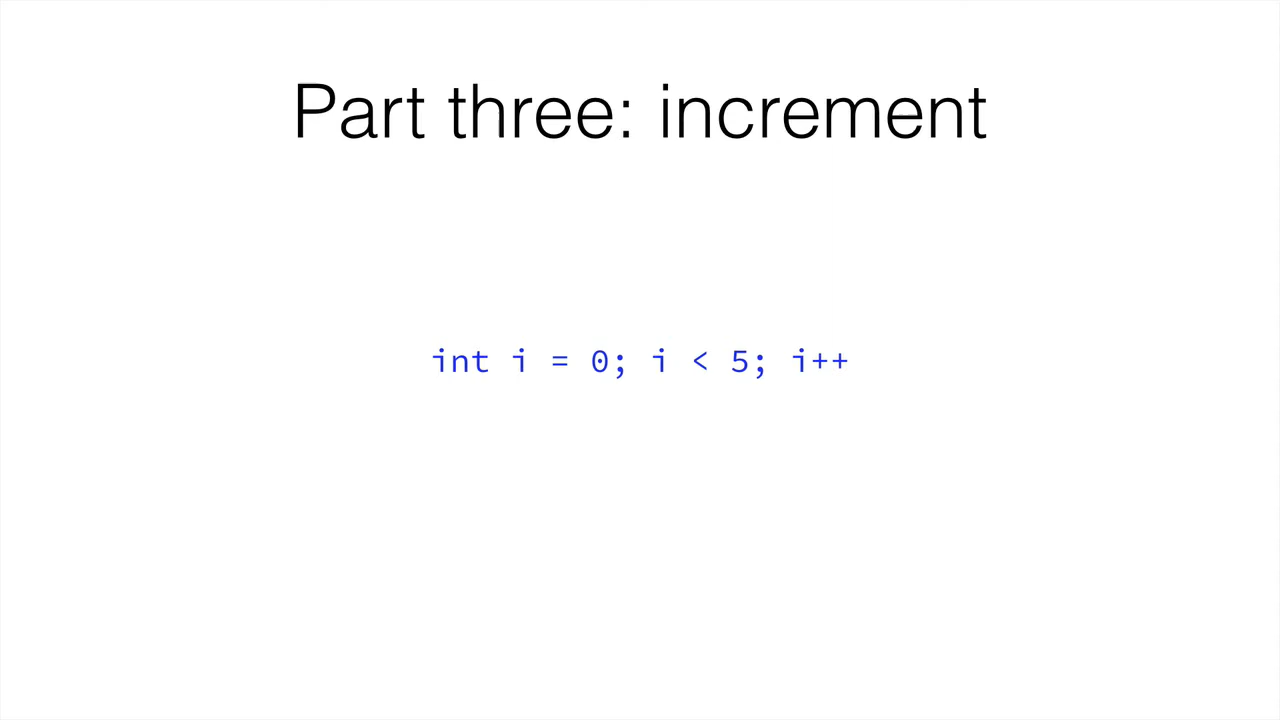 Part three: increment
int i = 0; i < 5; i++